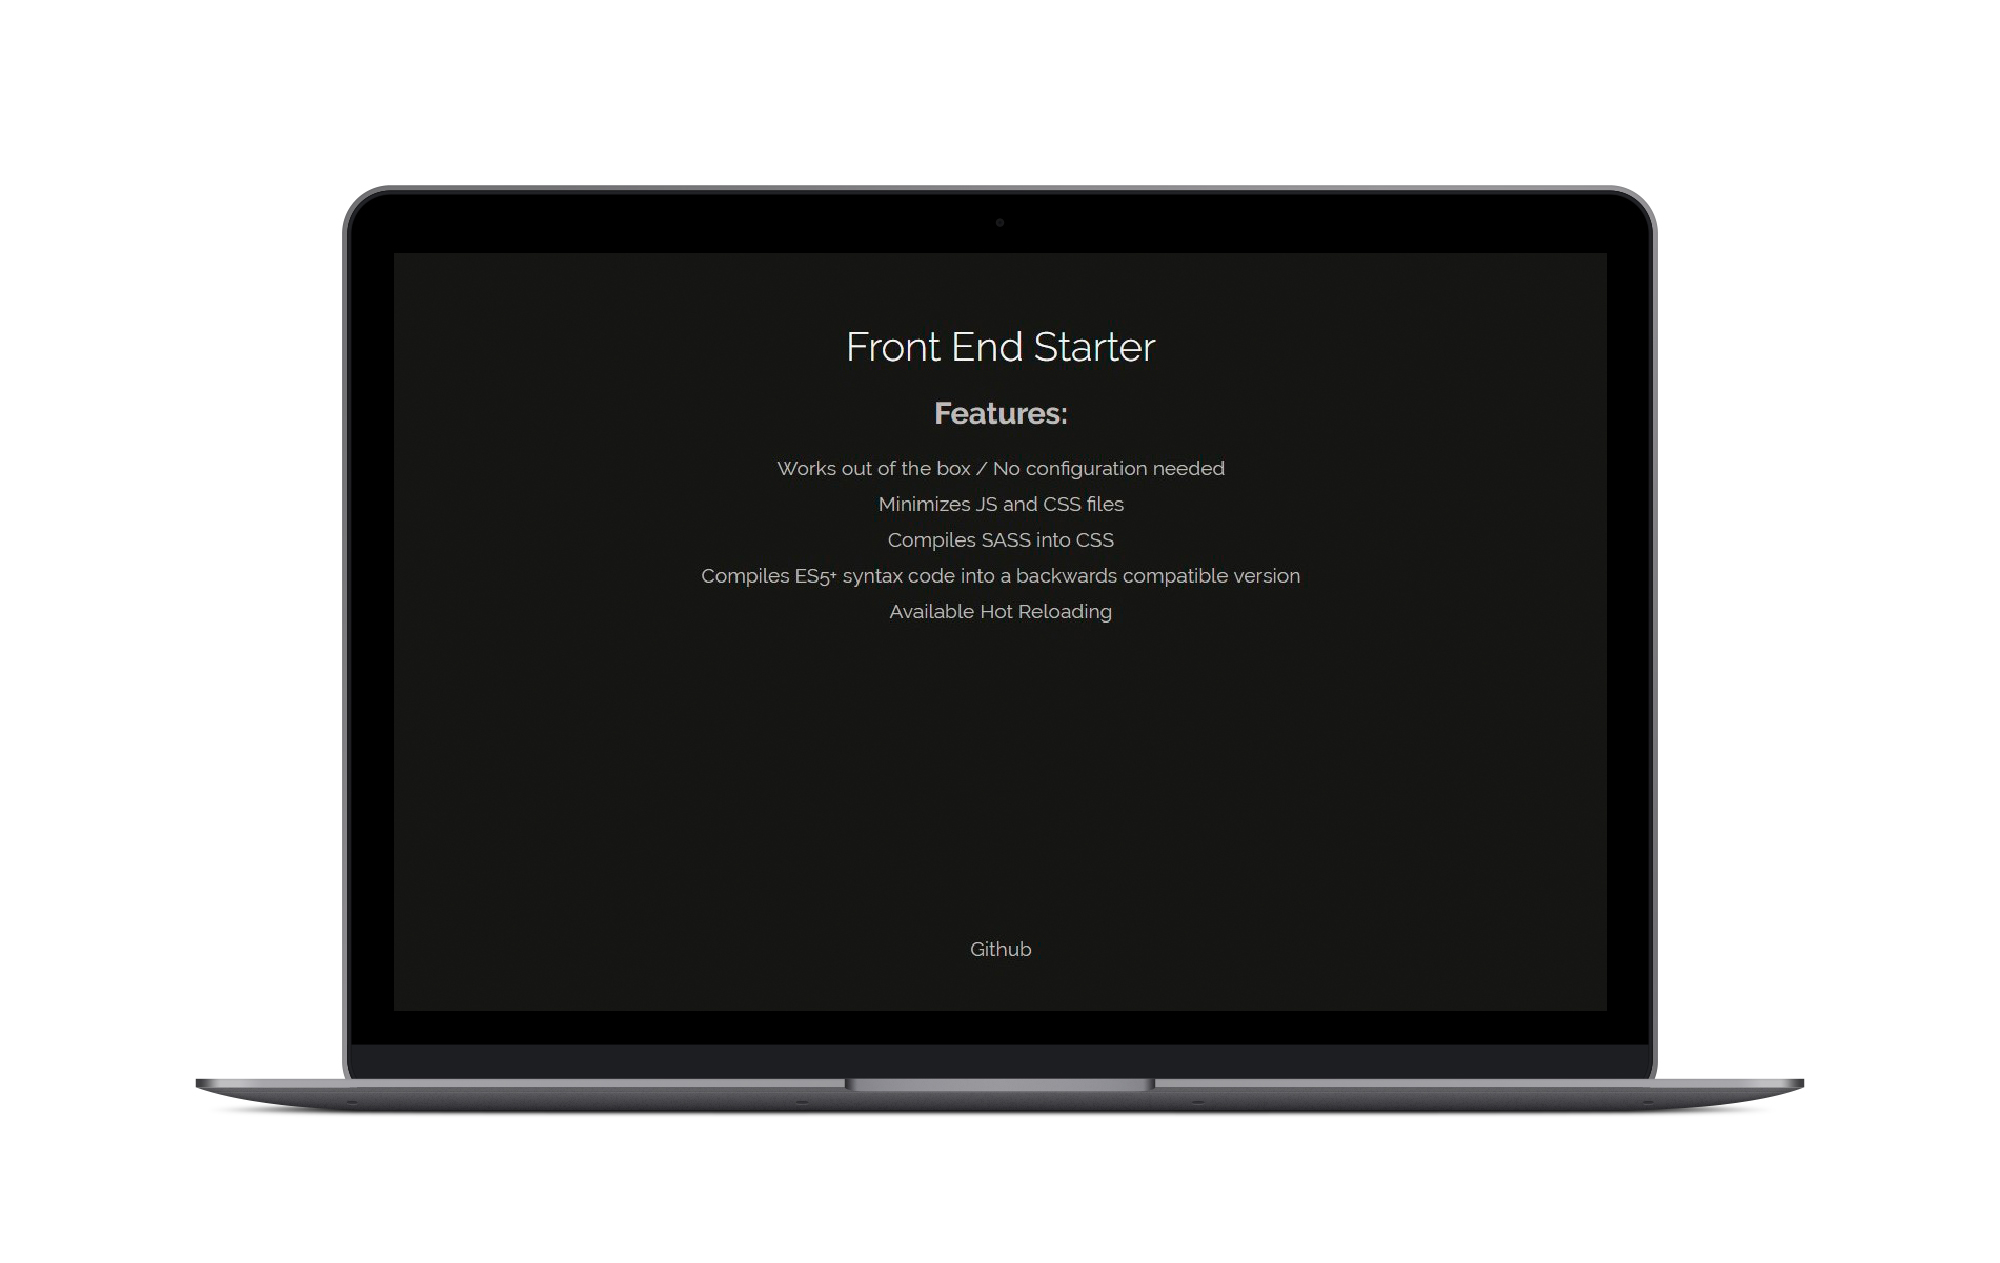 Front End Starter
Features:
Works out of the box / No configuration needed
Minimizes JS and CSS files
Compiles SASS into CSS
Compiles ES5+ syntax code into a backwards compatible version
Available Hot Reloading
Github